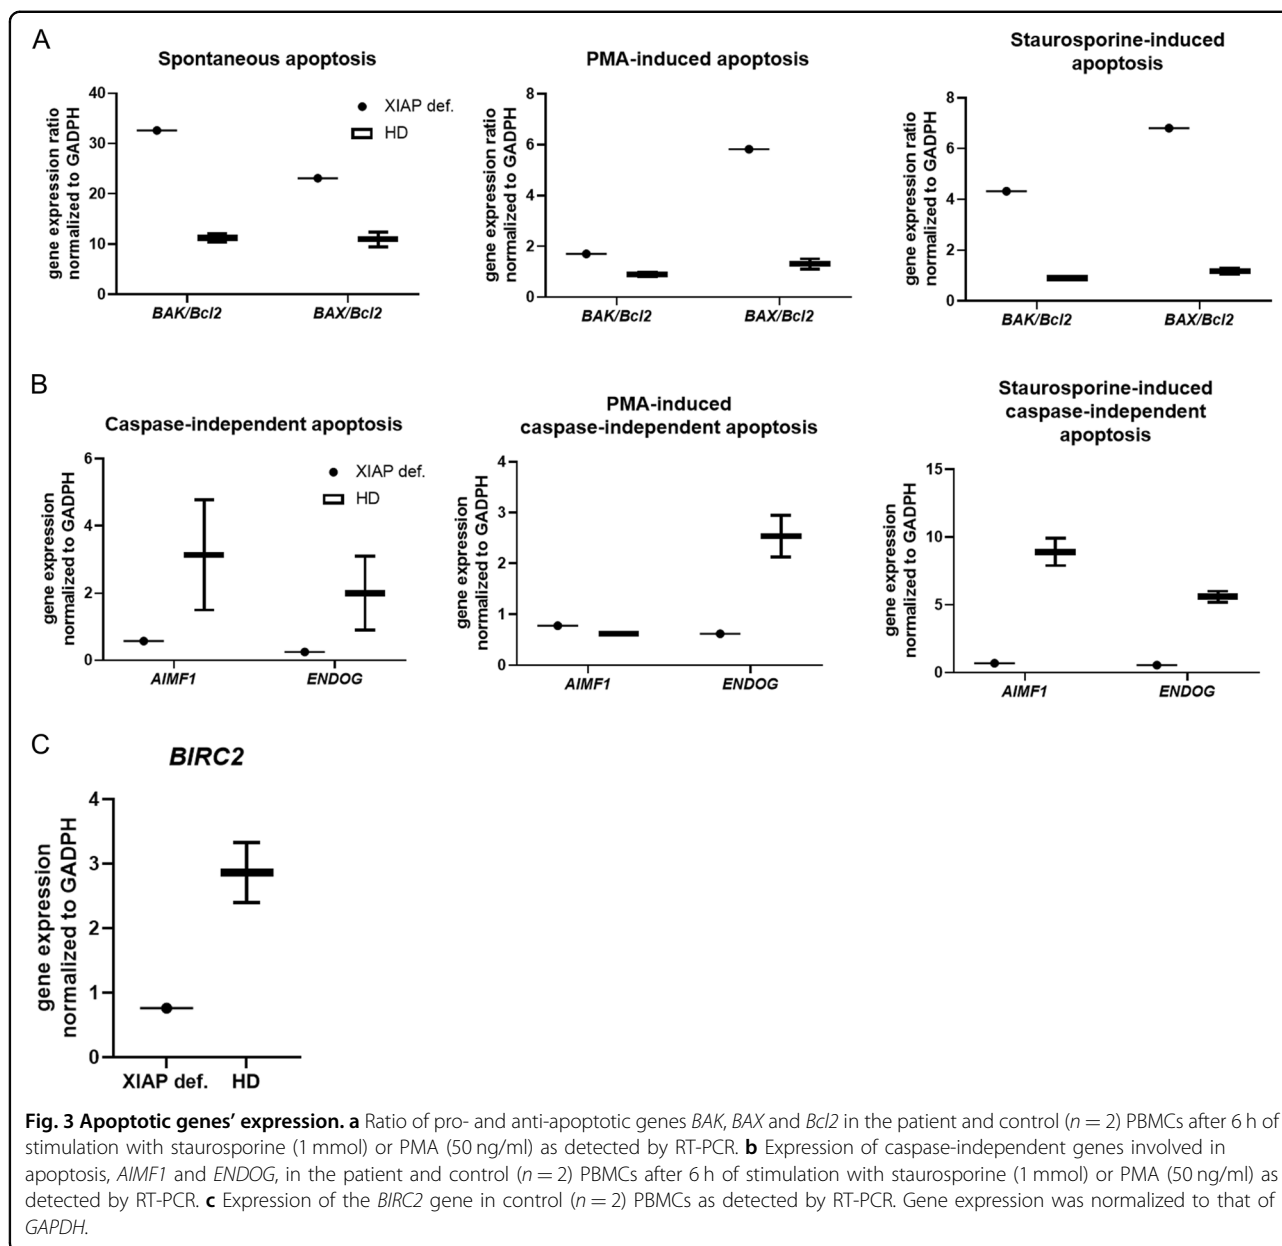 A
Spontaneous apoptosis
gene expression ratio
normalized to GADPH
40
30
20
10
0
XIAP def.
HD
BAK/Bcl2
BAX/Bcl2
PMA-induced apoptosis
gene expression ratio
normalized to GADPH
8
6
4
2
0
BAK/Bcl2
BAX/Bcl2
Staurosporine-induced
apoptosis
gene expression ratio
normalized to GADPH
8
6
4
2
0
BAK/Bcl2
BAX/Bcl2
B
Caspase-independent apoptosis
gene expression
normalized to GADPH
6
4
2
0
XIAP def.
HD
AIMF1
ENDOG
PMA-induced
caspase-independent apoptosis
gene expression
normalized to GADPH
4
3
2
1
0
AIMF1
ENDOG
Staurosporine-induced
caspase-independent
apoptosis
gene expression
normalized to GADPH
15
10
5
0
AIMF1
ENDOG
C
BIRC2
gene expression
normalized to GADPH
4
3
2
1
0
XIAP def.
HD
Fig. 3 Apoptotic genes' expression. a Ratio of pro- and anti-apoptotic genes BAK, BAX and Bcl2 in the patient and control (n = 2) PBMCs after 6 h of
stimulation with staurosporine (1 mmol) or PMA (50 ng/ml) as detected by RT-PCR. b Expression of caspase-independent genes involved in
apoptosis, AIMF1 and ENDOG, in the patient and control (n = 2) PBMCs after 6 h of stimulation with staurosporine (1 mmol) or PMA (50 ng/ml) as
detected by RT-PCR. c Expression of the BIRC2 gene in control (n = 2) PBMCs as detected by RT-PCR. Gene expression was normalized to that of
GAPDH.